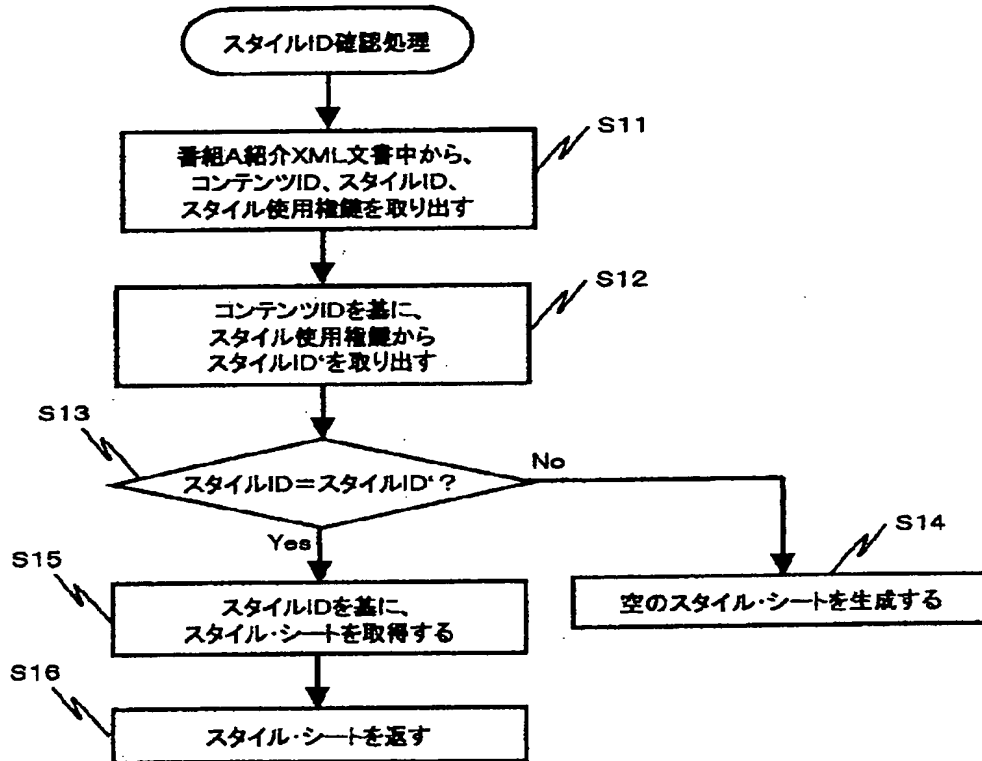 スタイルID確認処理
S11
番組A紹介XML文書中から、
コンテンツID、スタイルID、
スタイル使用権鍵を取り出す
S12
コンテンツIDを基に、
スタイル使用権鍵から
スタイルID‘を取り出す
S13
スタイルID=スタイルID‘?
No
Yes
S14
空のスタイル・シートを生成する
S15
スタイルIDを基に、
スタイル・シートを取得する
S16
スタイル・シートを返す